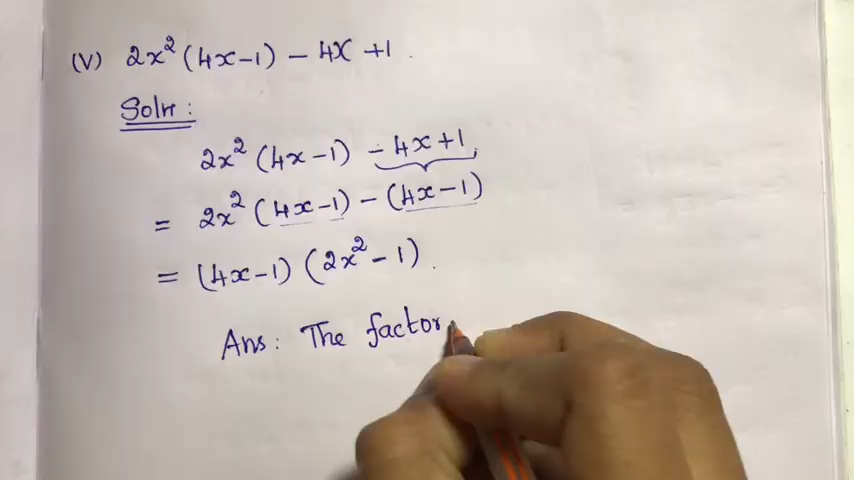 (V) 2x² (4x-1) - 4x +1.
Soln:
2x² (4x-1) - 4x+1.
= 2x² (4x-1) - (4x-1)
= (4x-1) (2x²-1).
Ans: The factor